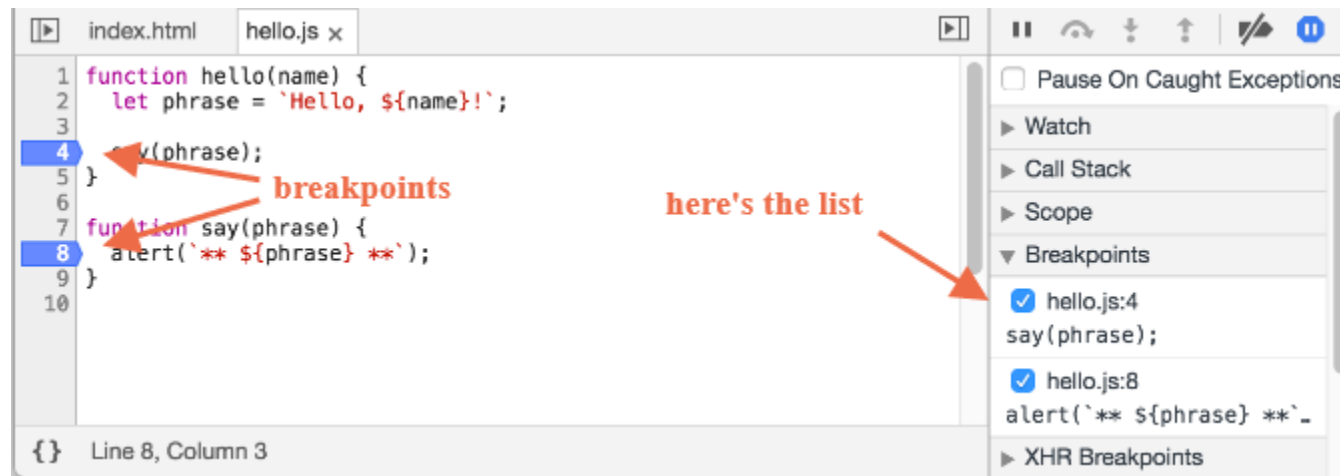 index.html hello.js ×
1 function hello(name) {
2 let phrase = `Hello, ${name}!`;
3
4 say(phrase);
5 }
6
7 function say(phrase) {
8 alert(`** ${phrase} **`);
9 }
10
breakpoints
here's the list
{} Line 8, Column 3
Pause On Caught Exceptions
Watch
Call Stack
Scope
Breakpoints
hello.js:4
say(phrase);
hello.js:8
alert(`** ${phrase} **`…
XHR Breakpoints